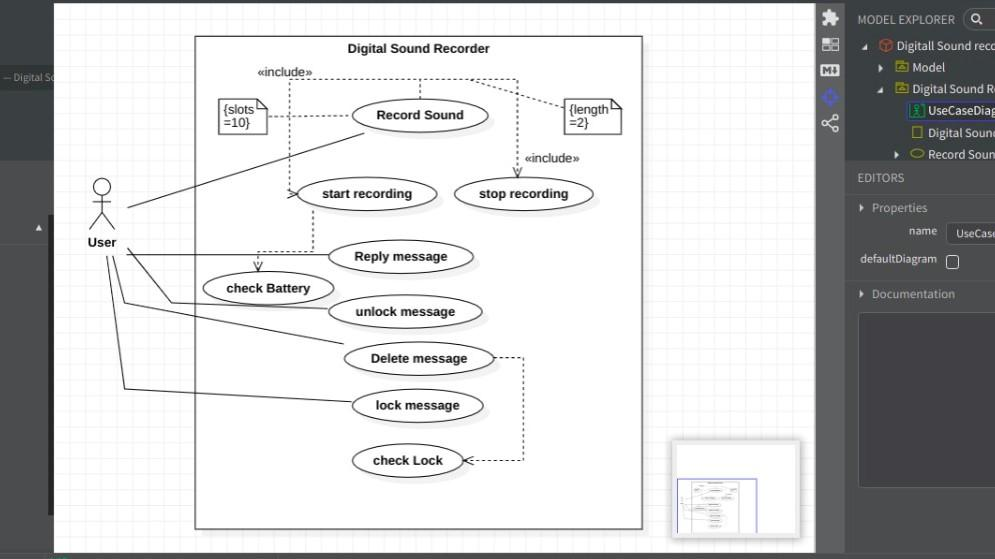 MODEL EXPLORER
— Digital So
Digitall Sound reco
Model
Digital Sound Re
UseCaseDiag
Digital Soun
Record Soun
EDITORS
Properties
name
UseCase
defaultDiagram
Documentation
M↓
Digital Sound Recorder
«include»
{slots
=10}
Record Sound
{length
=2}
«include»
start recording
stop recording
User
Reply message
check Battery
unlock message
Delete message
lock message
check Lock